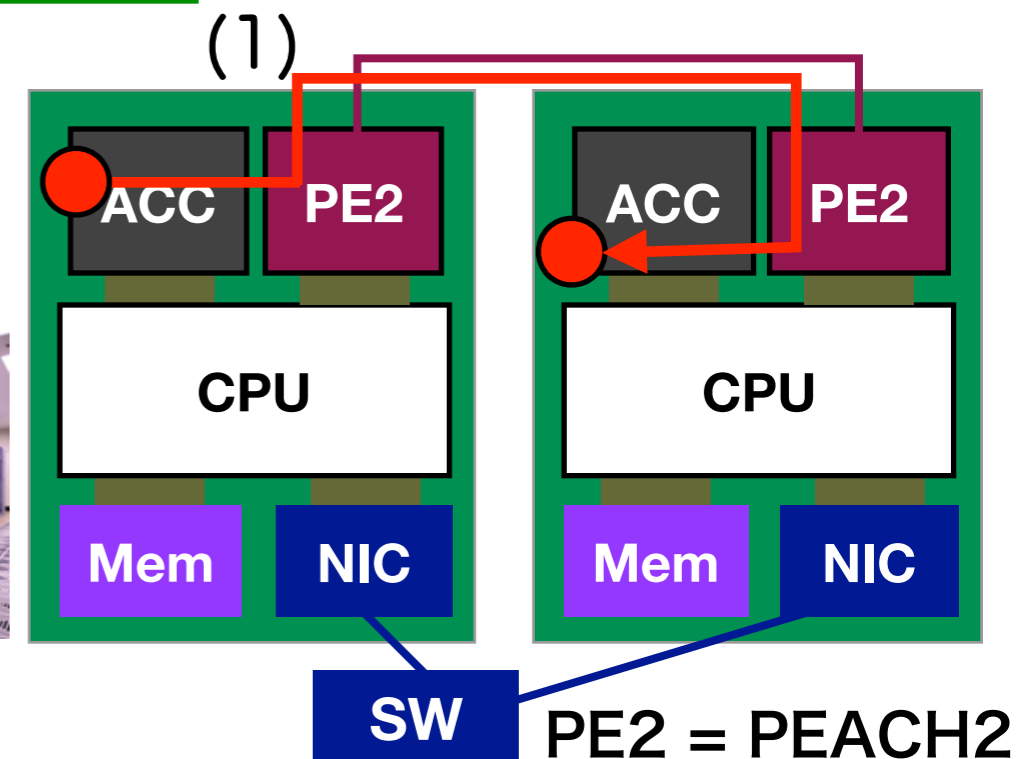 (1)
ACC PE2 ACC PE2
CPU CPU
Mem NIC Mem NIC
SW
PE2 = PEACH2